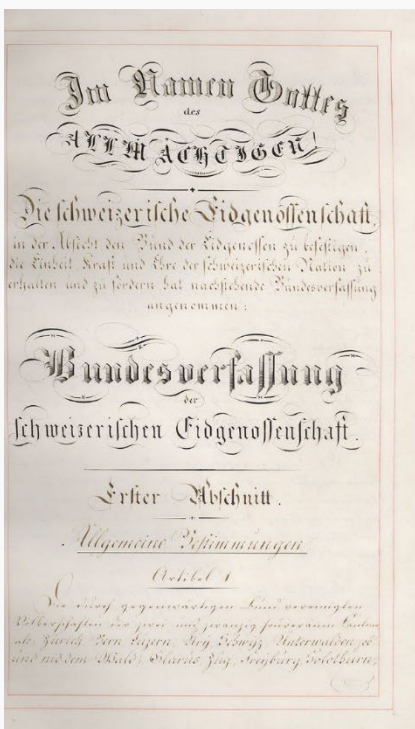 Im Namen Gottes
des
ALLMÄCHTIGEN!
Die schweizerische Eidgenossenschaft,
in der Absicht den Bund der Eidgenossen zu befestigen,
die Einheit Kraft und Ehre der schweizerischen Nation zu
erhalten und zu fördern hat nachstehende Bundesverfassung
angenommen:
Bundesverfassung
der
schweizerischen Eidgenossenschaft.
Erster Abschnitt.
Allgemeine Bestimmungen
Artikel 1
Die durch gegenwärtigen Bund vereinigten
Völkerschaften der zwei und zwanzig souveränen Kantone
als: Zürich, Bern, Luzern, Ury, Schwyz, Unterwalden, ob
und nid dem Wald, Glarus, Zug, Freyburg, Solothurn,